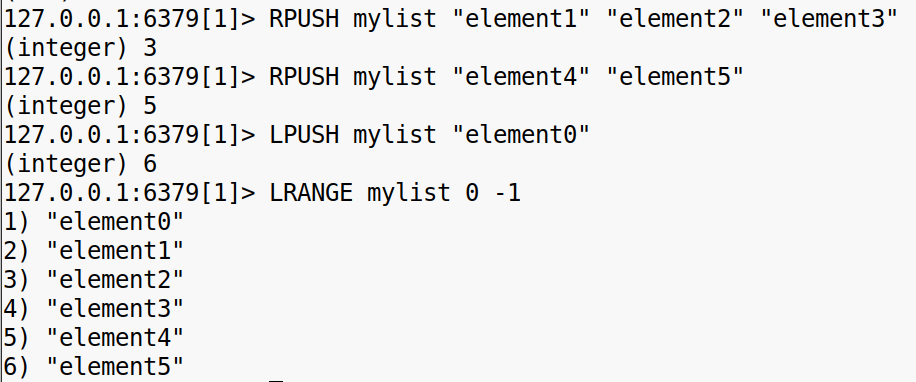 127.0.0.1:6379[1]> RPUSH mylist "element1" "element2" "element3"
(integer) 3
127.0.0.1:6379[1]> RPUSH mylist "element4" "element5"
(integer) 5
127.0.0.1:6379[1]> LPUSH mylist "element0"
(integer) 6
127.0.0.1:6379[1]> LRANGE mylist 0 -1
1) "element0"
2) "element1"
3) "element2"
4) "element3"
5) "element4"
6) "element5"